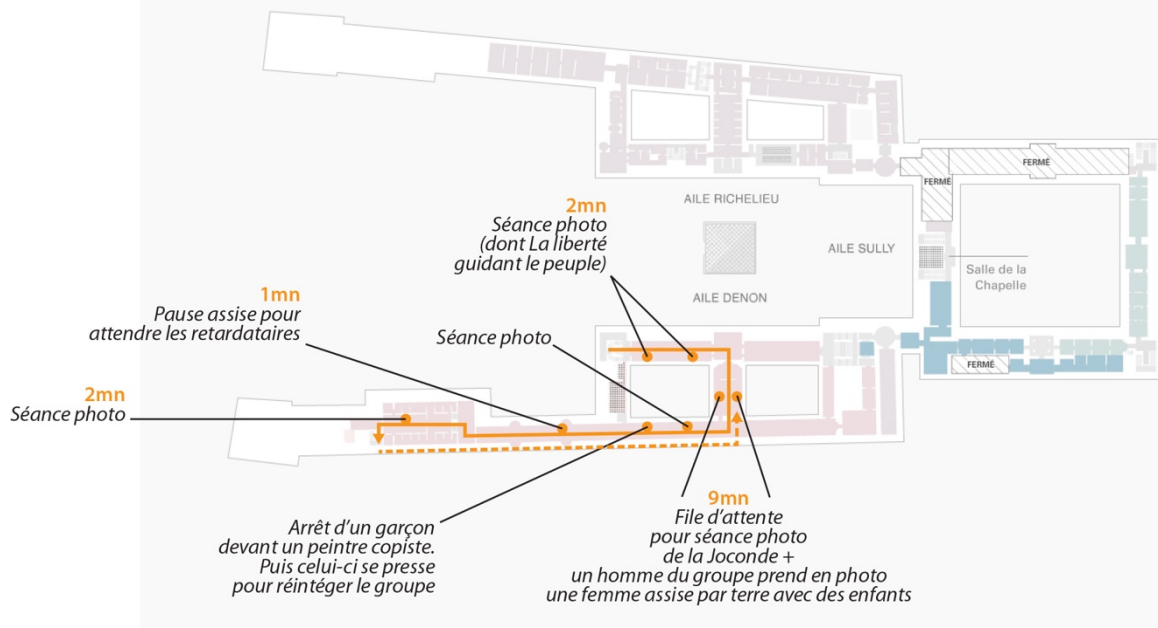 FERMÉ
FERMÉ
AILE RICHELIEU
2mn
Séance photo
(dont La liberté
guidant le peuple)
AILE SULLY
Salle de la
Chapelle
AILE DENON
1mn
Pause assise pour
attendre les retardataires
Séance photo
FERMÉ
2mn
Séance photo
Arrêt d'un garçon
devant un peintre copiste.
Puis celui-ci se presse
pour réintéger le groupe
9mn
File d'attente
pour séance photo
de la Joconde +
un homme du groupe prend en photo
une femme assise par terre avec des enfants